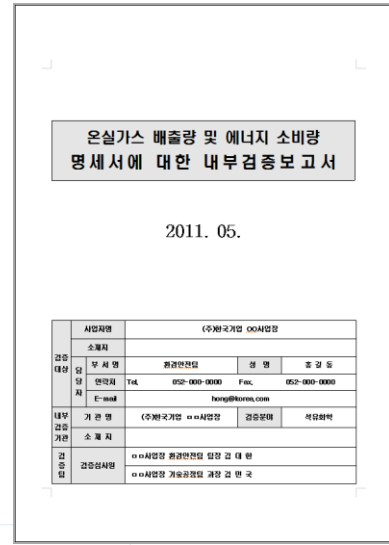 온실가스 배출량 및 에너지 소비량
명세서에 대한 내부검증보고서
2011. 05.
검증대상 사업자명 (주)한국기업 OO사업장
소재지
담당자 부 서 명 환경안전팀 성 명 홍 길 동
연락처 Tel. 052-000-0000 Fax. 052-000-0000
E-mail hong@korea.com
내부검증기관 기 관 명 (주)한국기업 ㅇㅇ사업장 검증분야 석유화학
소 재 지
검증팀 검증심사원 ㅇㅇ사업장 환경안전팀 팀장 김 대 한
ㅇㅇ사업장 기술공정팀 과장 김 민 국